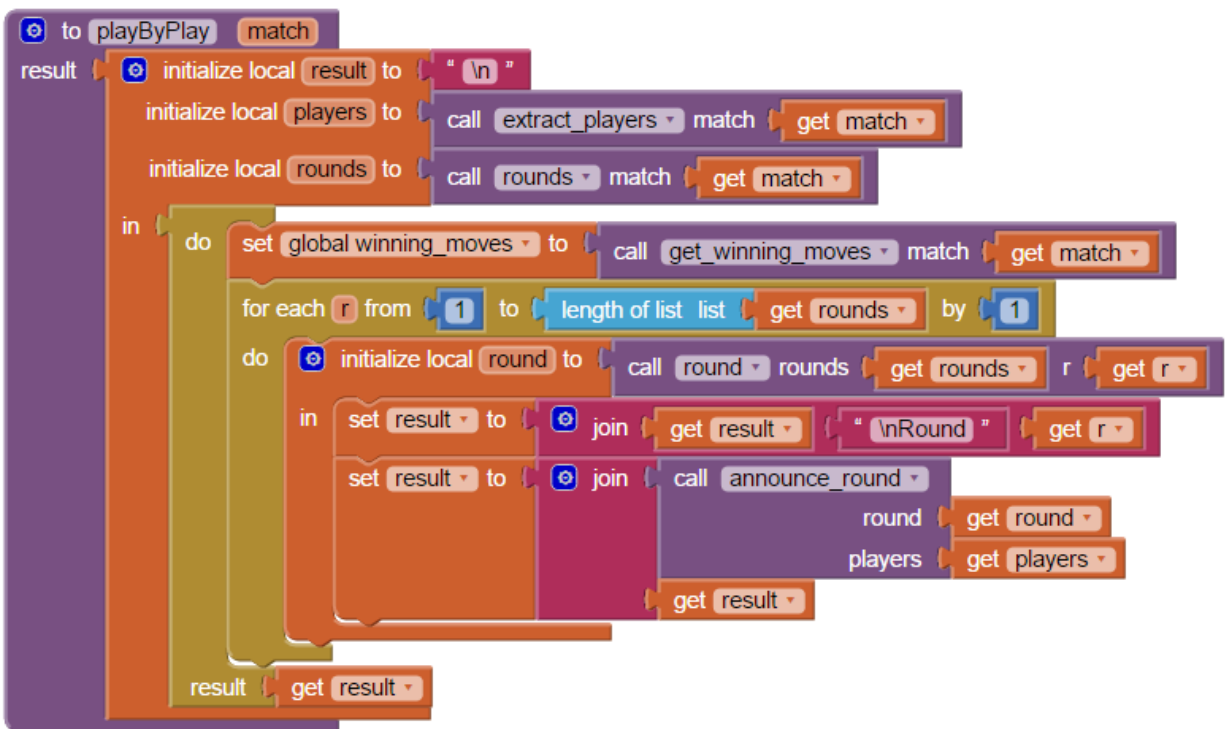 to playByPlay match
result initialize local result to " \n "
initialize local players to call extract_players match get match
initialize local rounds to call rounds match get match
in do set global winning_moves to call get_winning_moves match get match
for each r from 1 to length of list list get rounds by 1
do initialize local round to call round rounds get rounds r get r
in set result to join get result " \nRound " get r
set result to join call announce_round
round get round
players get players
get result
result get result